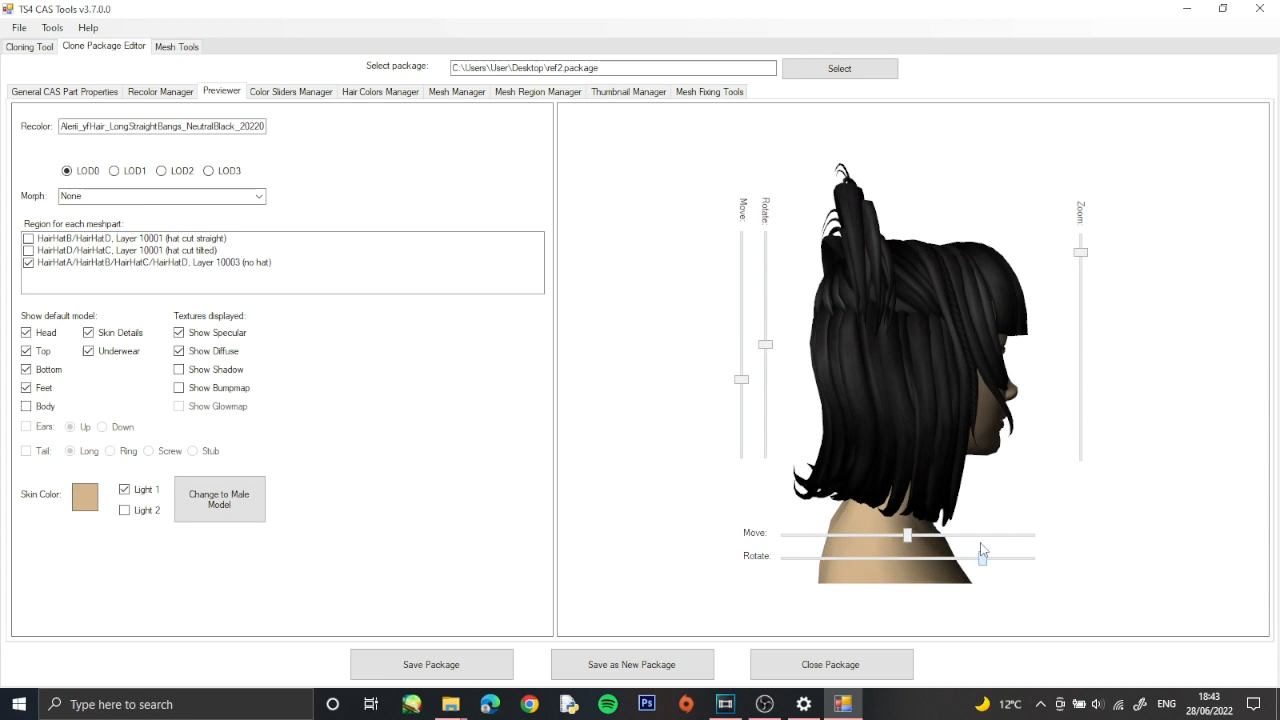 TS4 CAS Tools v3.7.0.0
File Tools Help
Cloning Tool Clone Package Editor Mesh Tools
Select package: C:\Users\User\Desktop\ref2.package Select
General CAS Part Properties Recolor Manager Previewer Color Sliders Manager Hair Colors Manager Mesh Manager Mesh Region Manager Thumbnail Manager Mesh Fixing Tools
Recolor: Alerii_yfHair_LongStraightBangs_NeutralBlack_20220
LOD0 LOD1 LOD2 LOD3
Morph: None
Region for each meshpart:
HairHatB/HairHatD, Layer 10001 (hat cut straight)
HairHatD/HairHatC, Layer 10001 (hat cut tilted)
HairHatA/HairHatB/HairHatC/HairHatD, Layer 10003 (no hat)
Show default model: Textures displayed:
Head Skin Details Show Specular
Top Underwear Show Diffuse
Bottom Show Shadow
Feet Show Bumpmap
Body Show Glowmap
Ears: Up Down
Tail: Long Ring Screw Stub
Skin Color: Light 1 Change to Male Model
Light 2
Move: Rotate: Zoom:
Move:
Rotate:
Save Package Save as New Package Close Package
Type here to search
Ps
12°C
ENG
18:43
28/06/2022